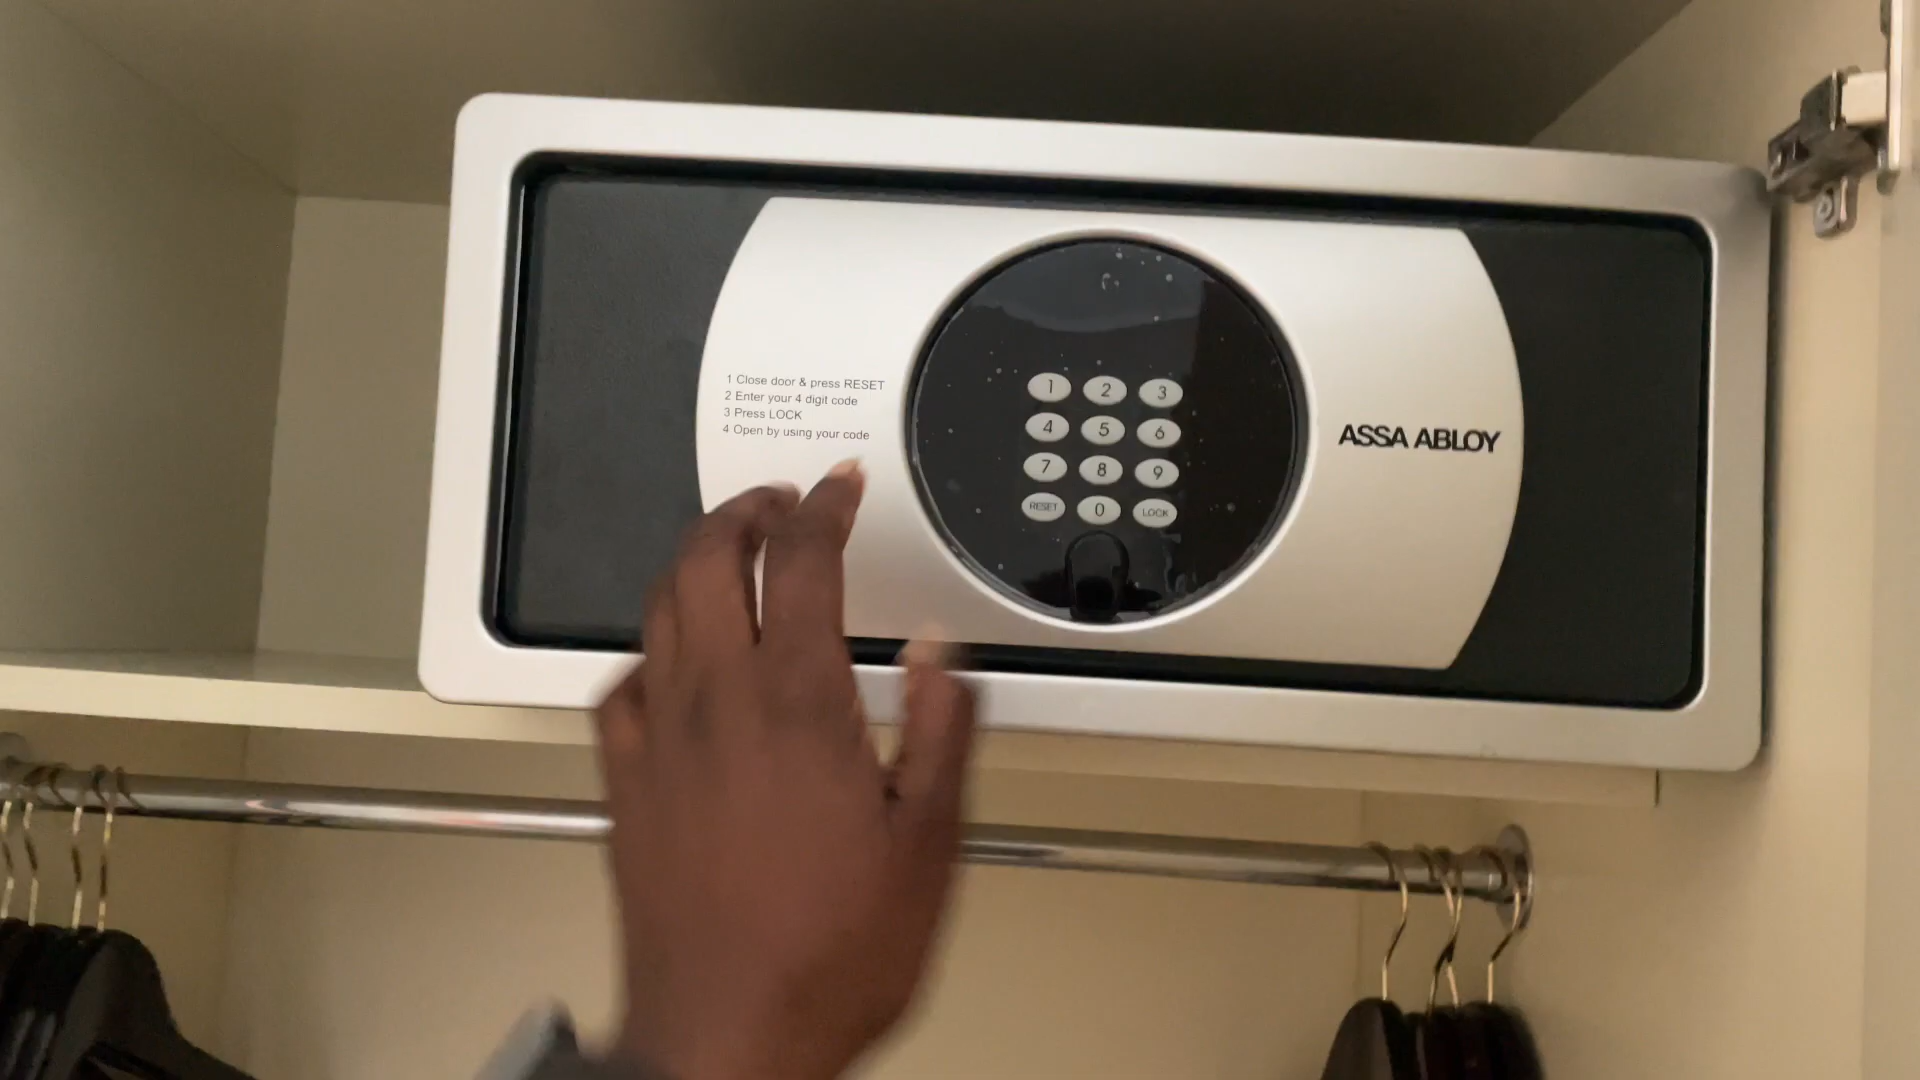 1 Close door & press RESET
2 Enter your 4 digit code
3 Press LOCK
4 Open by using your code
1 2 3
4 5 6
7 8 9
RESET 0 LOCK
ASSA ABLOY